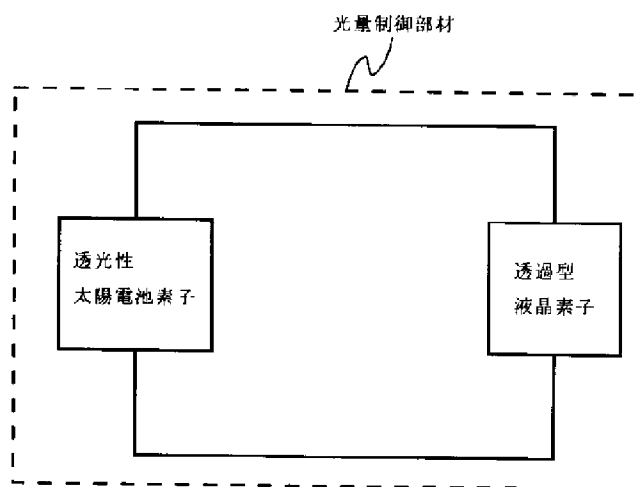 光量制御部材
透光性
太陽電池素子
透過型
液晶素子